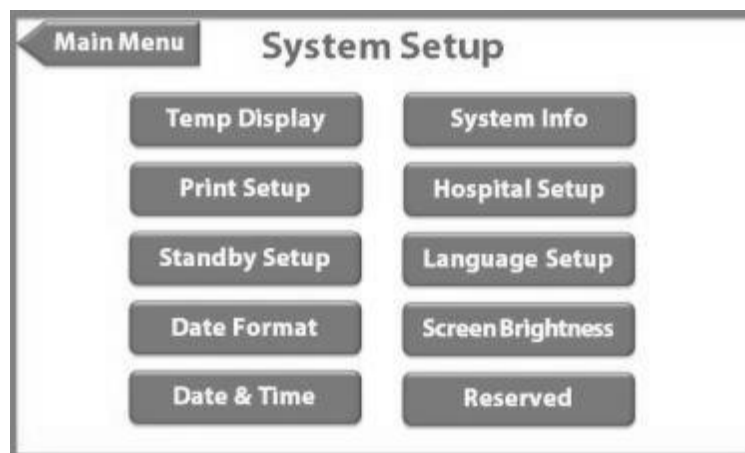 Main Menu
System Setup
Temp Display
System Info
Print Setup
Hospital Setup
Standby Setup
Language Setup
Date Format
Screen Brightness
Date & Time
Reserved